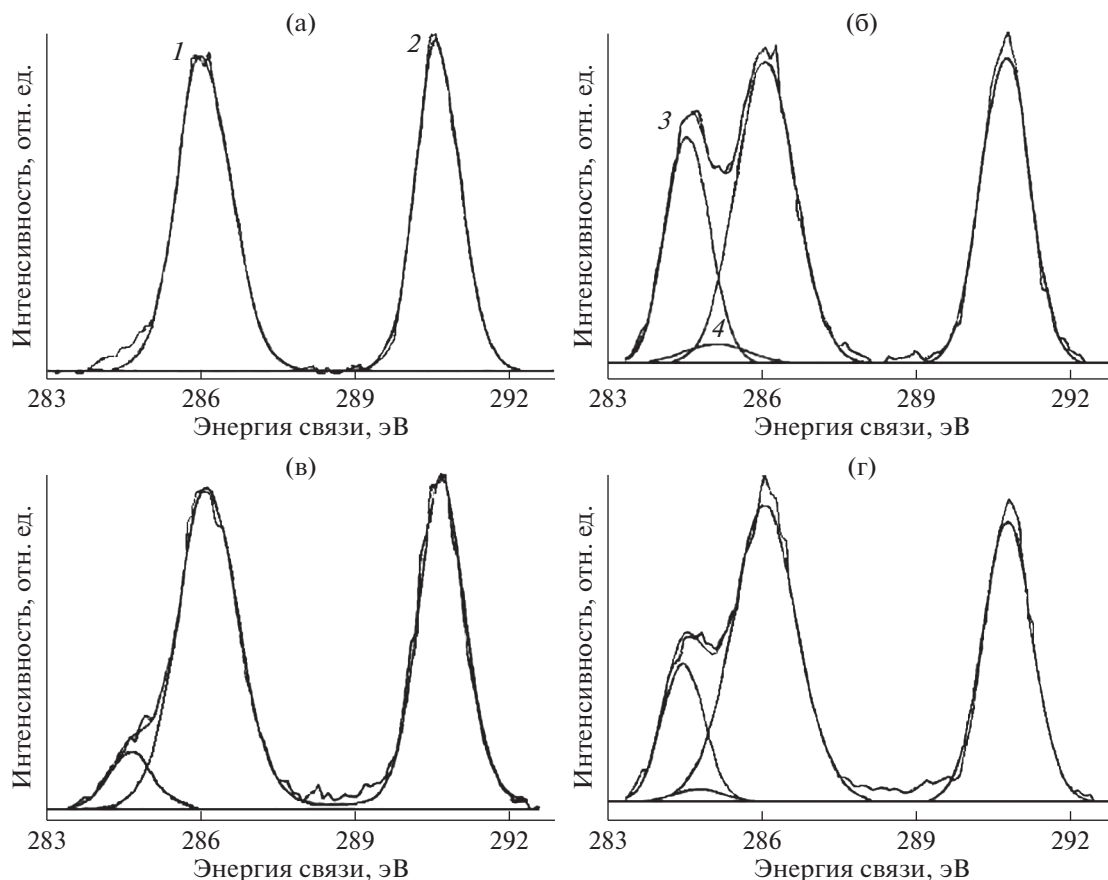 (а)
Интенсивность, отн. ед.
1
2
283 286 289 292
Энергия связи, эВ
(б)
Интенсивность, отн. ед.
3
4
283 286 289 292
Энергия связи, эВ
(в)
Интенсивность, отн. ед.
283 286 289 292
Энергия связи, эВ
(г)
Интенсивность, отн. ед.
283 286 289 292
Энергия связи, эВ